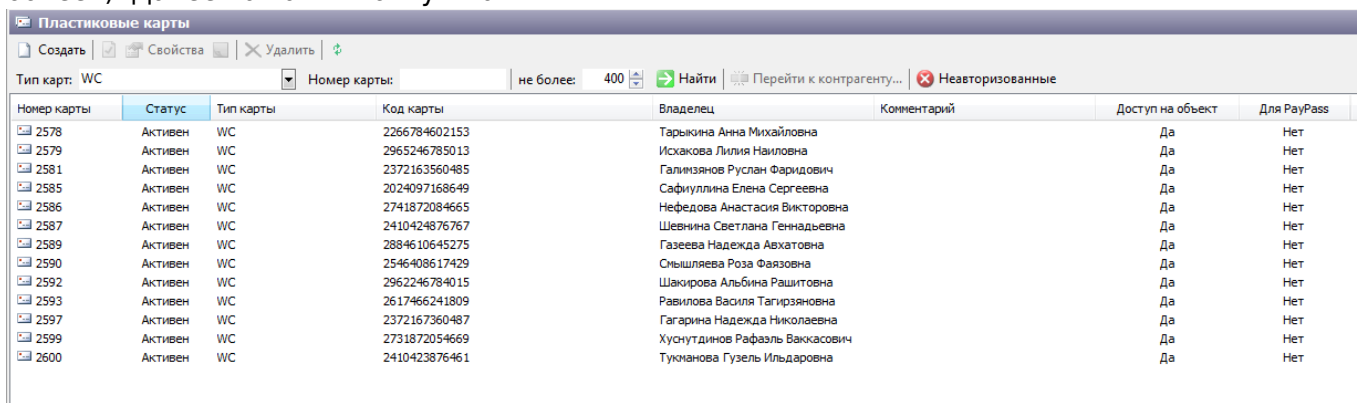 Пластиковые карты
Создать Свойства Удалить
Тип карт: WC Номер карты: не более: 400 Найти Перейти к контрагенту... Неавторизованные
Номер карты Статус Тип карты Код карты Владелец Комментарий Доступ на объект Для PayPass
2578 Активен WC 2266784602153 Тарыкина Анна Михайловна Да Нет
2579 Активен WC 2965246785013 Исхакова Лилия Наиловна Да Нет
2581 Активен WC 2372163560485 Галимзянов Руслан Фаридович Да Нет
2585 Активен WC 2024097168649 Сафиуллина Елена Сергеевна Да Нет
2586 Активен WC 2741872084665 Нефедова Анастасия Викторовна Да Нет
2587 Активен WC 2410424876767 Шевнина Светлана Геннадьевна Да Нет
2589 Активен WC 2884610645275 Газеева Надежда Авхатовна Да Нет
2590 Активен WC 2546408617429 Смышляева Роза Фаязовна Да Нет
2592 Активен WC 2962246784015 Шакирова Альбина Рашитовна Да Нет
2593 Активен WC 2617466241809 Равилова Василя Тагирзяновна Да Нет
2597 Активен WC 2372167360487 Гагарина Надежда Николаевна Да Нет
2599 Активен WC 2731872054669 Хуснутдинов Рафаэль Ваккасович Да Нет
2600 Активен WC 2410423876461 Тукманова Гузель Ильдаровна Да Нет